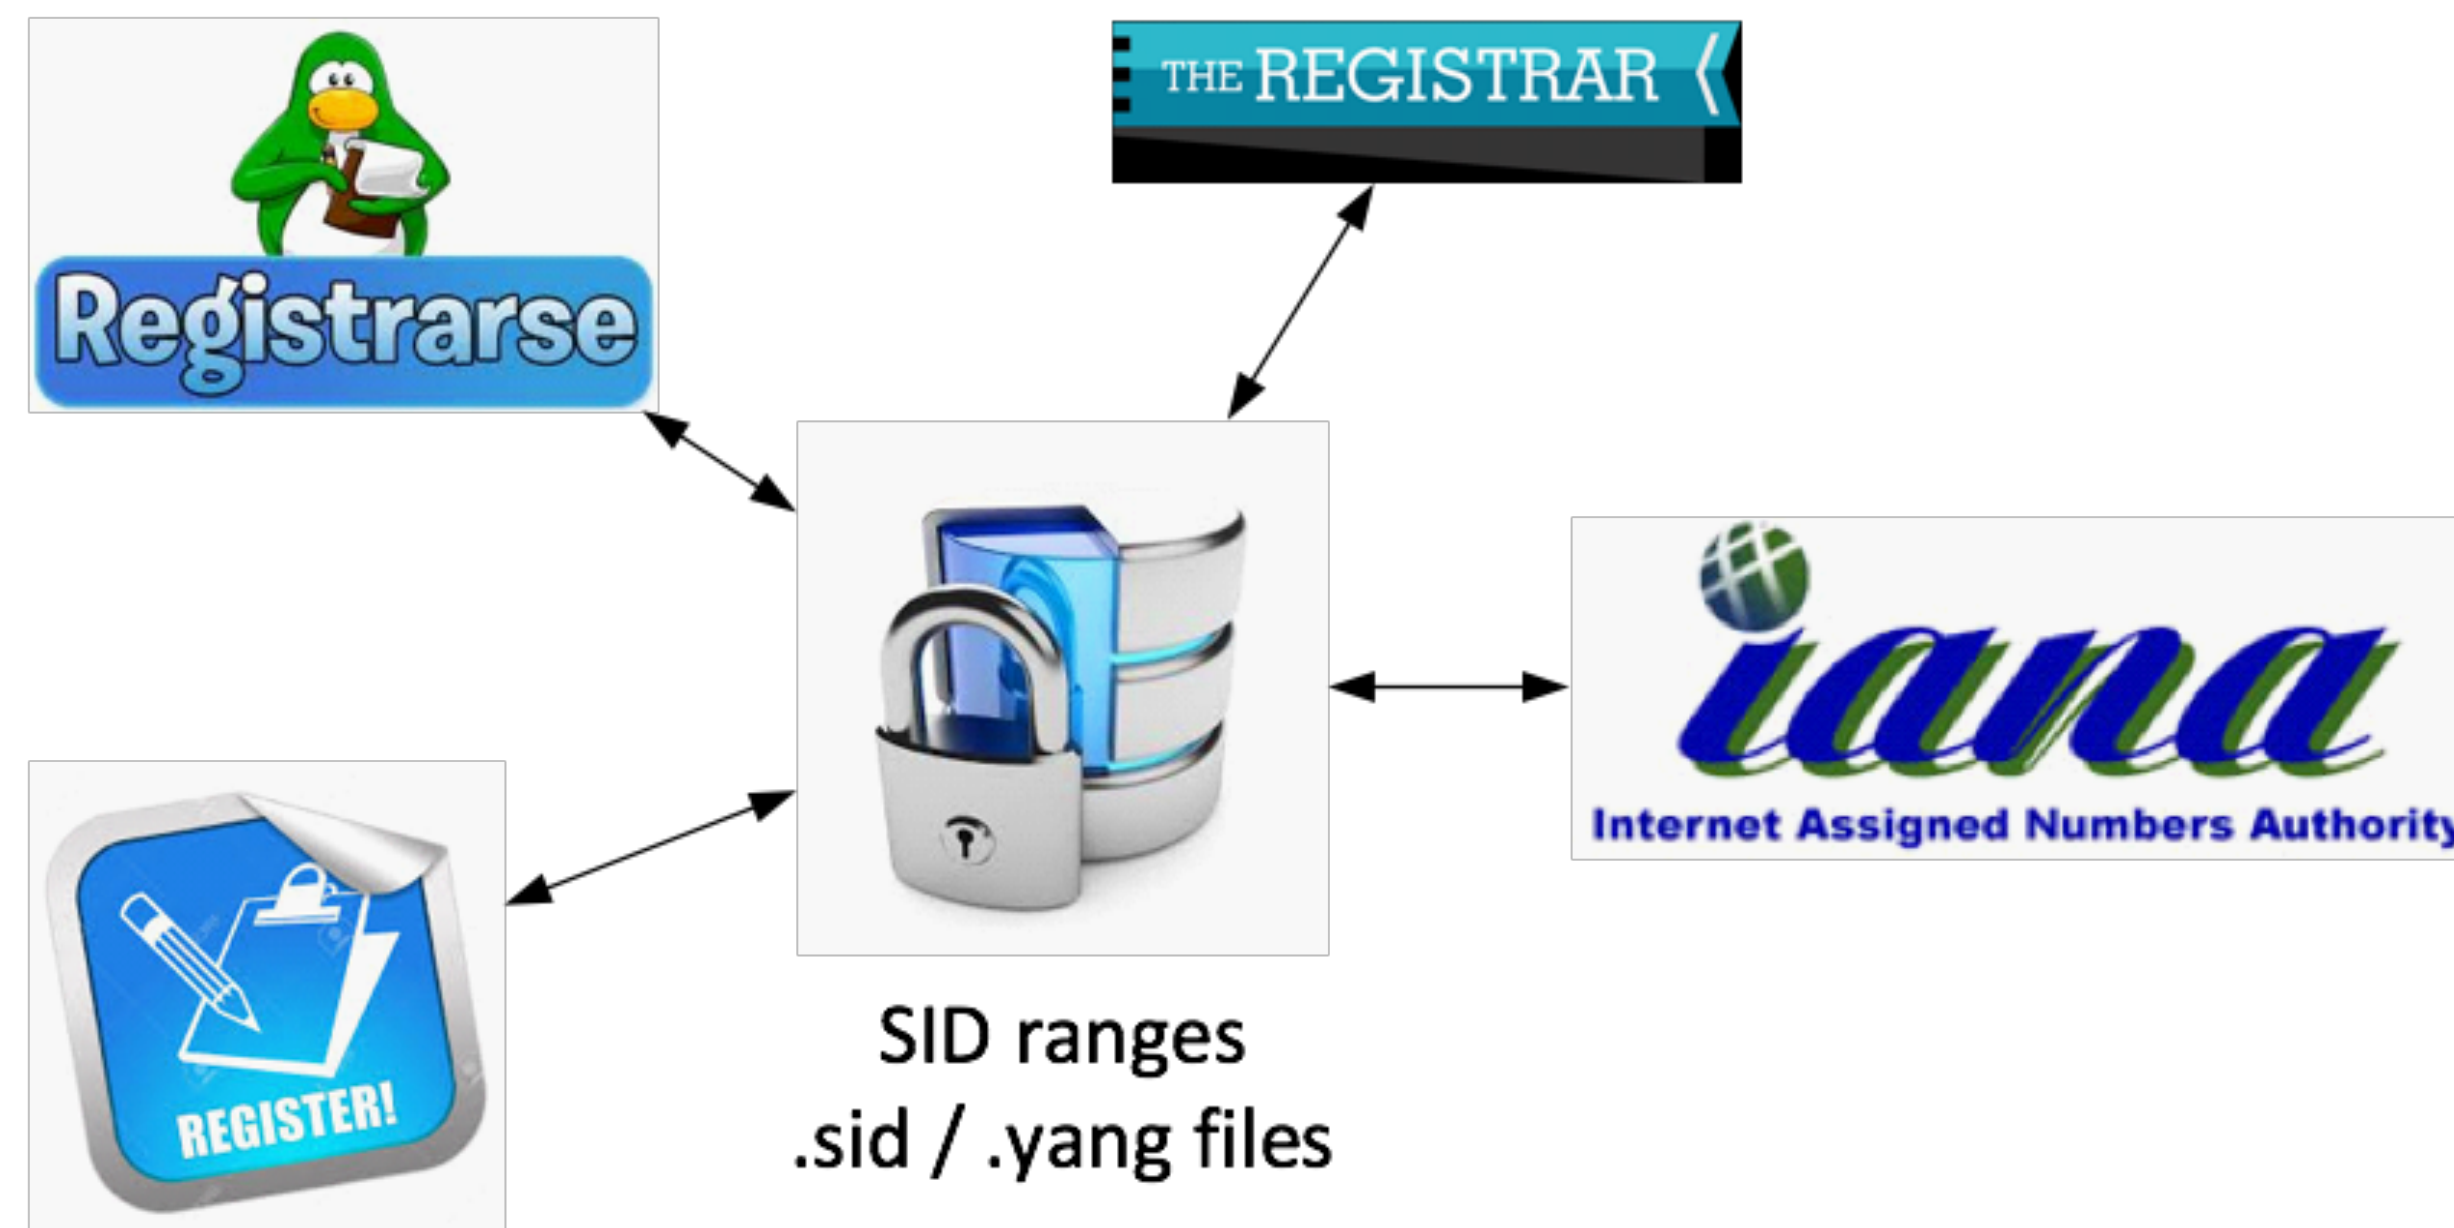 THE REGISTRAR
Registrarse
iana
Internet Assigned Numbers Authority
REGISTER!
SID ranges
.sid / .yang files